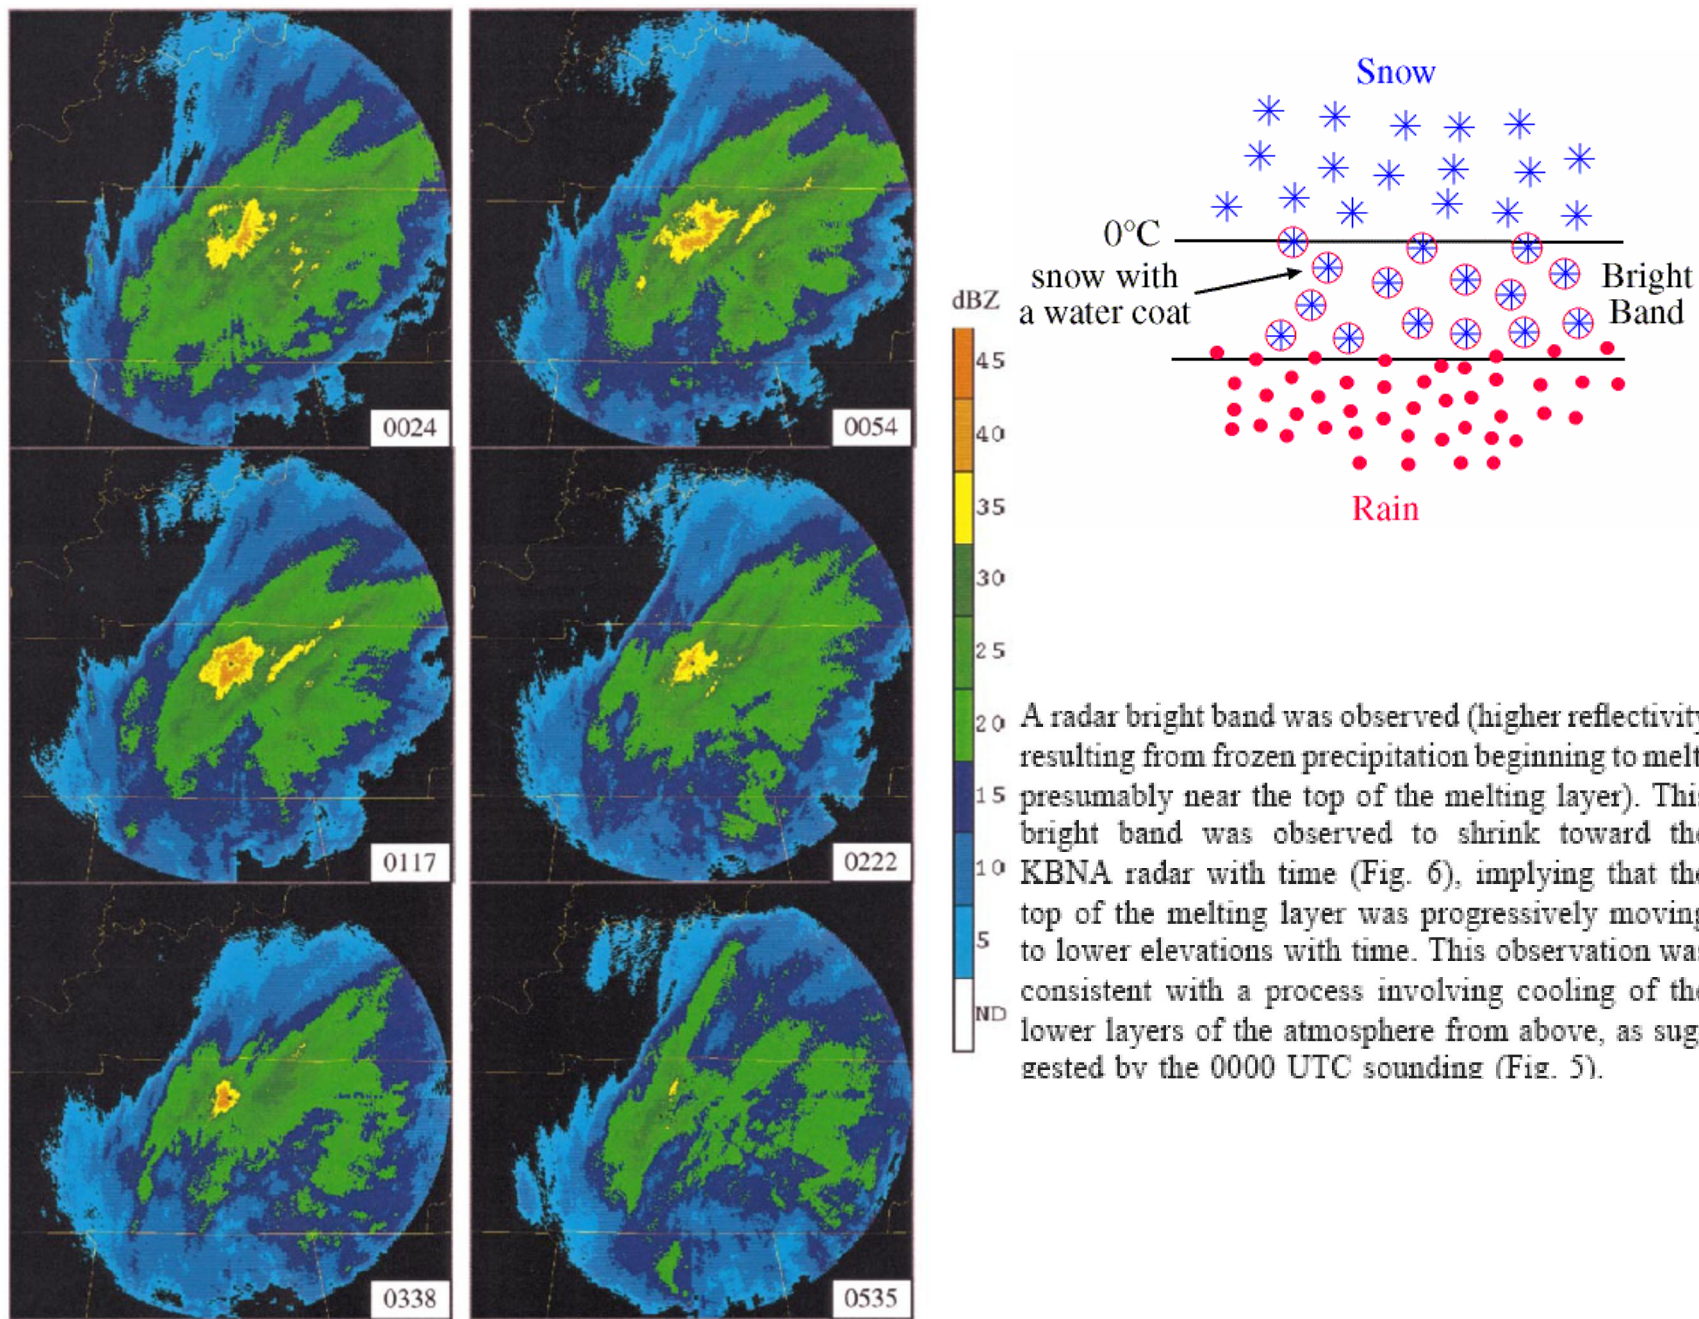 0024
0054
0117
0222
0338
0535
dBZ
45
40
35
30
25
20
15
10
5
ND
Snow
0°C
snow with
a water coat
Bright
Band
Rain
A radar bright band was observed (higher reflectivity
resulting from frozen precipitation beginning to melt
presumably near the top of the melting layer). This
bright band was observed to shrink toward the
KBNA radar with time (Fig. 6), implying that the
top of the melting layer was progressively moving
to lower elevations with time. This observation was
consistent with a process involving cooling of the
lower layers of the atmosphere from above, as sug-
gested by the 0000 UTC sounding (Fig. 5).